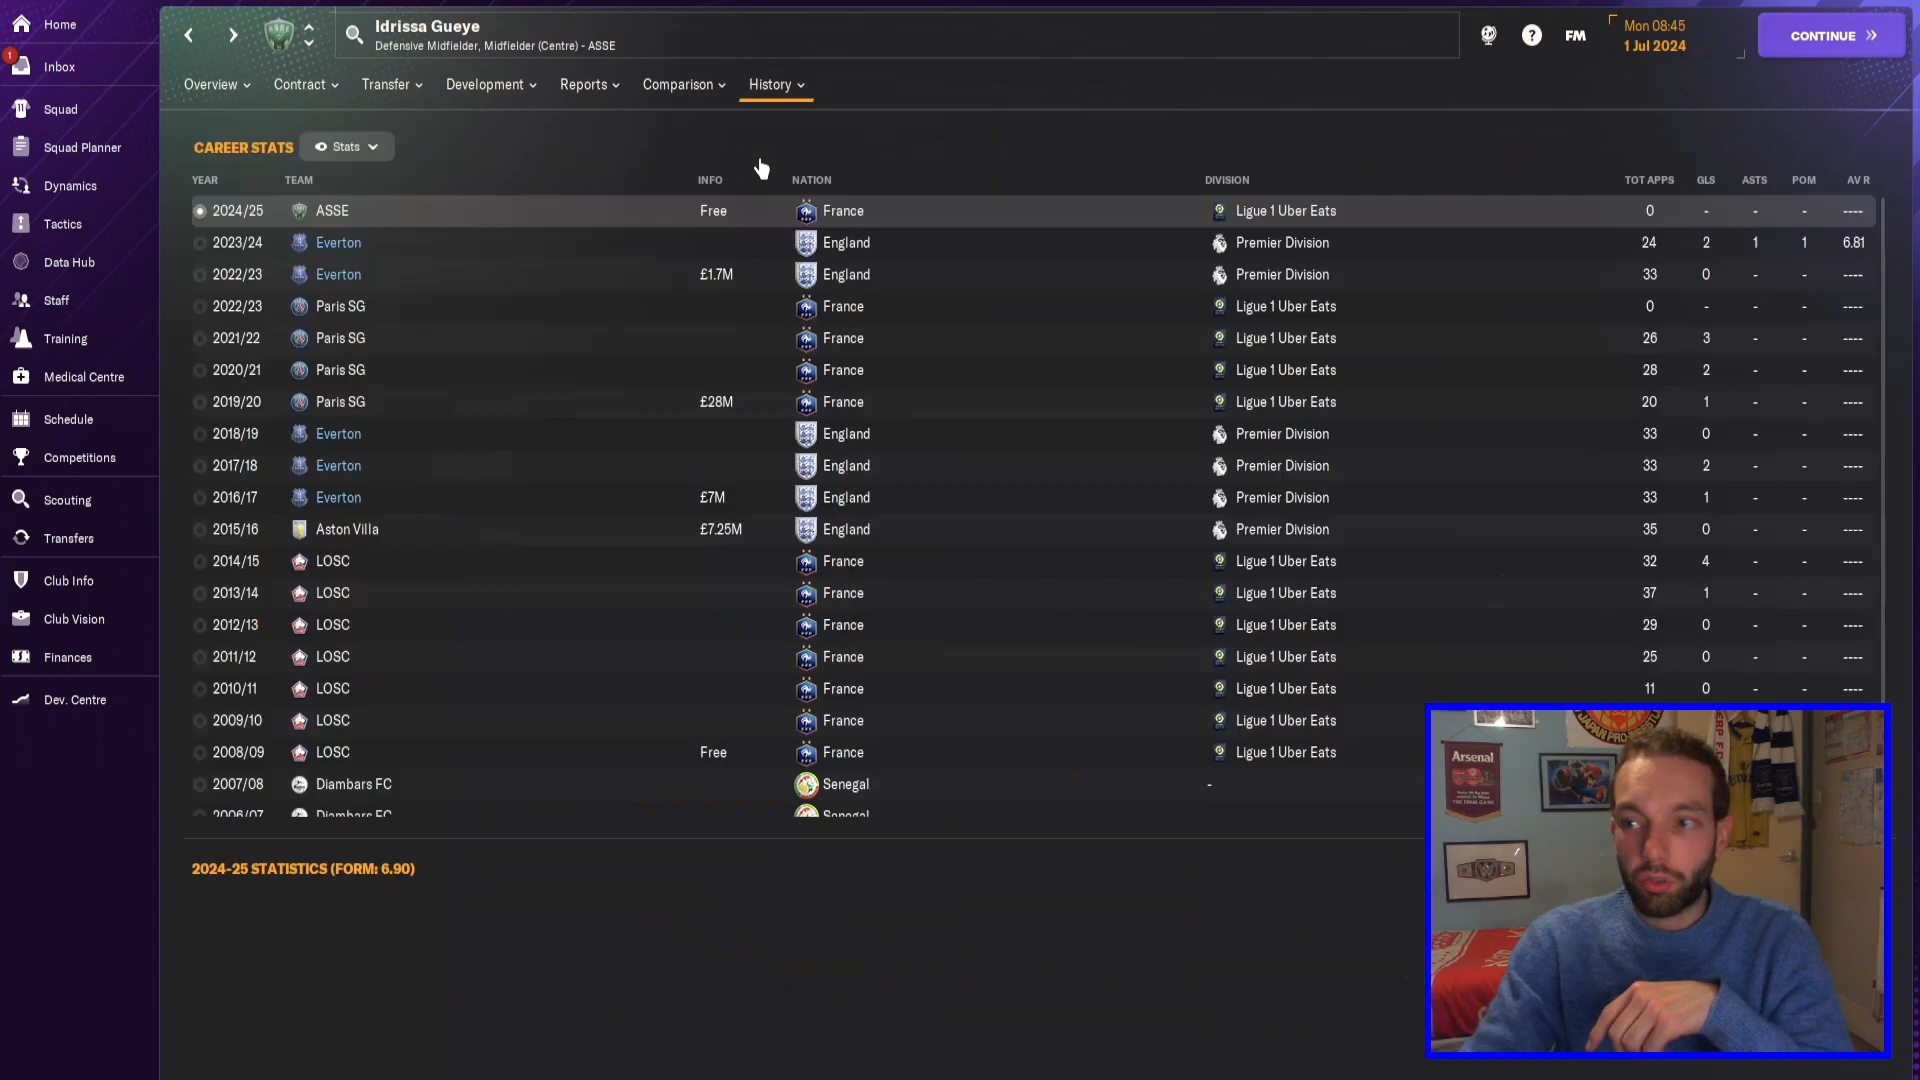 Home
1
Inbox
Squad
Squad Planner
Dynamics
Tactics
Data Hub
Staff
Training
Medical Centre
Schedule
Competitions
Scouting
Transfers
Club Info
Club Vision
Finances
Dev. Centre
Idrissa Gueye
Defensive Midfielder, Midfielder (Centre) - ASSE
?
FM
Mon 08:45
1 Jul 2024
CONTINUE
Overview Contract Transfer Development Reports Comparison History
CAREER STATS Stats
YEAR TEAM INFO NATION DIVISION TOT APPS GLS ASTS POM AV R
2024/25 ASSE Free France Ligue 1 Uber Eats 0 - - - ----
2023/24 Everton England Premier Division 24 2 1 1 6.81
2022/23 Everton £1.7M England Premier Division 33 0 - - ----
2022/23 Paris SG France Ligue 1 Uber Eats 0 - - - ----
2021/22 Paris SG France Ligue 1 Uber Eats 26 3 - - ----
2020/21 Paris SG France Ligue 1 Uber Eats 28 2 - - ----
2019/20 Paris SG £28M France Ligue 1 Uber Eats 20 1 - - ----
2018/19 Everton England Premier Division 33 0 - - ----
2017/18 Everton England Premier Division 33 2 - - ----
2016/17 Everton £7M England Premier Division 33 1 - - ----
2015/16 Aston Villa £7.25M England Premier Division 35 0 - - ----
2014/15 LOSC France Ligue 1 Uber Eats 32 4 - - ----
2013/14 LOSC France Ligue 1 Uber Eats 37 1 - - ----
2012/13 LOSC France Ligue 1 Uber Eats 29 0 - - ----
2011/12 LOSC France Ligue 1 Uber Eats 25 0 - - ----
2010/11 LOSC France Ligue 1 Uber Eats 11 0 - - ----
2009/10 LOSC France Ligue 1 Uber Eats
2008/09 LOSC Free France Ligue 1 Uber Eats
2007/08 Diambars FC Senegal -
2006/07 Diambars FC Senegal
2024-25 STATISTICS (FORM: 6.90)
Arsenal
THE FINAL GAME
JAPAN PRO-WRESTL